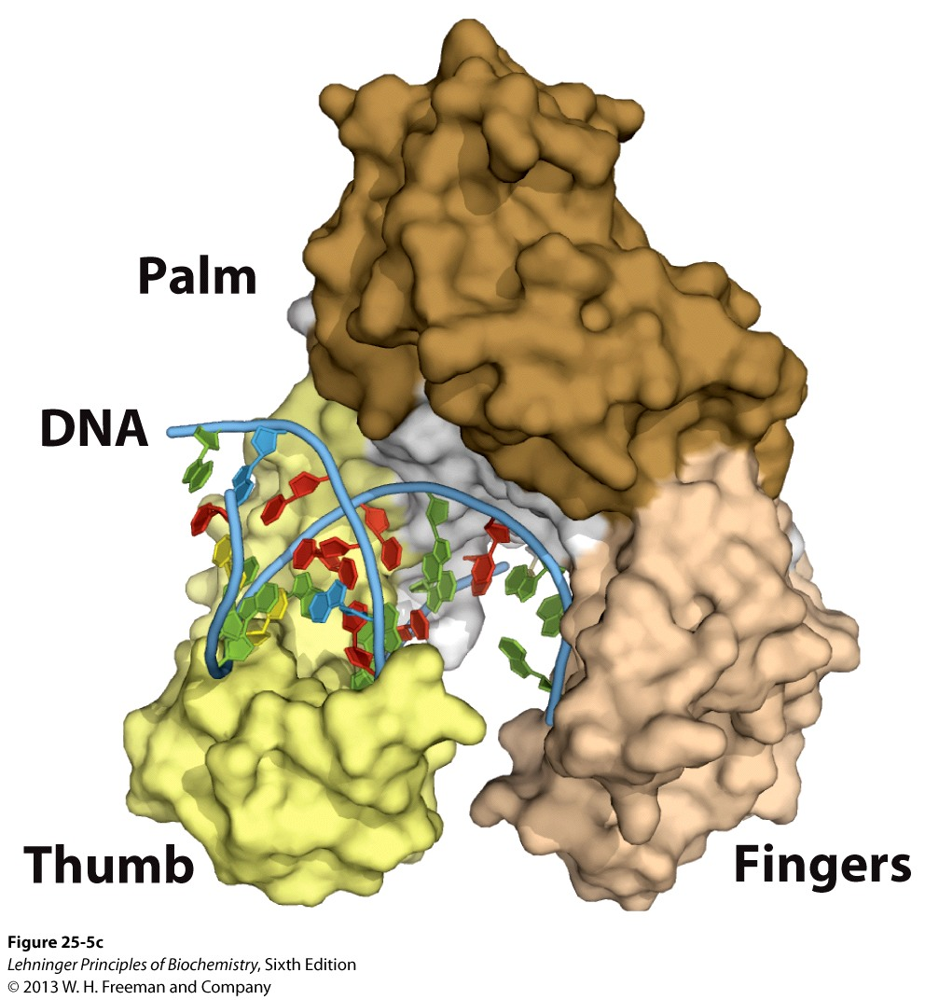 Palm
DNA
Thumb
Fingers
Figure 25-5c
Lehninger Principles of Biochemistry, Sixth Edition
© 2013 W. H. Freeman and Company